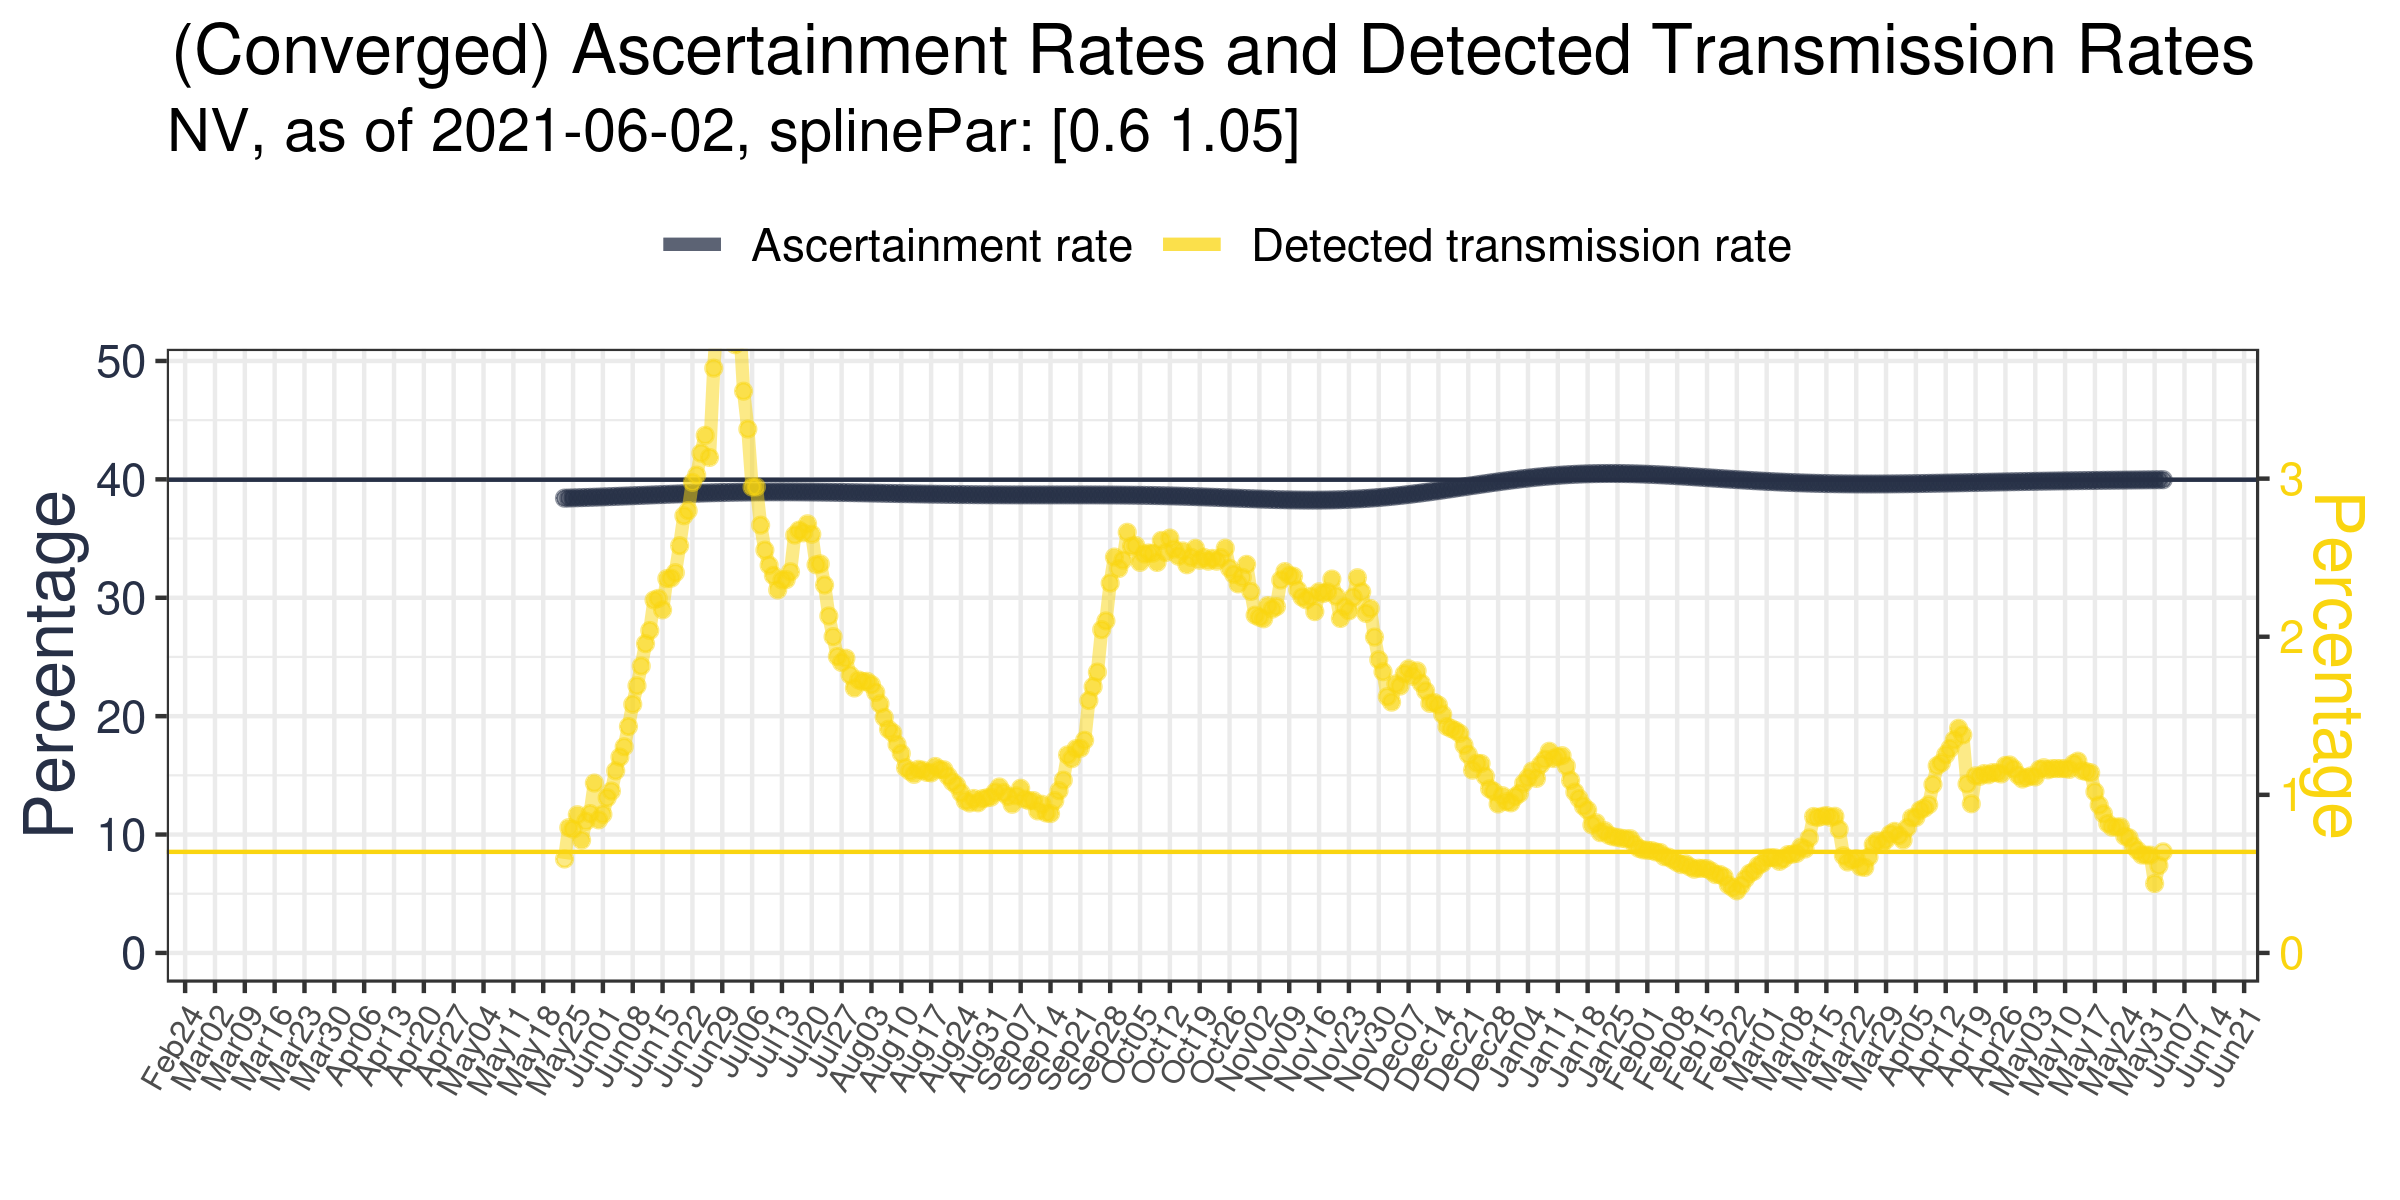 (Converged) Ascertainment Rates and Detected Transmission Rates
NV, as of 2021-06-02, splinePar: [0.6 1.05]
Ascertainment rate Detected transmission rate
Percentage
50
40
30
20
10
0
3
2
1
0
Percentage
Feb24 Mar02 Mar09 Mar16 Mar23 Mar30 Apr06 Apr13 Apr20 Apr27 May04 May11 May18 May25 Jun01 Jun08 Jun15 Jun22 Jun29 Jul06 Jul13 Jul20 Jul27 Aug03 Aug10 Aug17 Aug24 Aug31 Sep07 Sep14 Sep21 Sep28 Oct05 Oct12 Oct19 Oct26 Nov02 Nov09 Nov16 Nov23 Nov30 Dec07 Dec14 Dec21 Dec28 Jan04 Jan11 Jan18 Jan25 Feb01 Feb08 Feb15 Feb22 Mar01 Mar08 Mar15 Mar22 Mar29 Apr05 Apr12 Apr19 Apr26 May03 May10 May17 May24 May31 Jun07 Jun14 Jun21